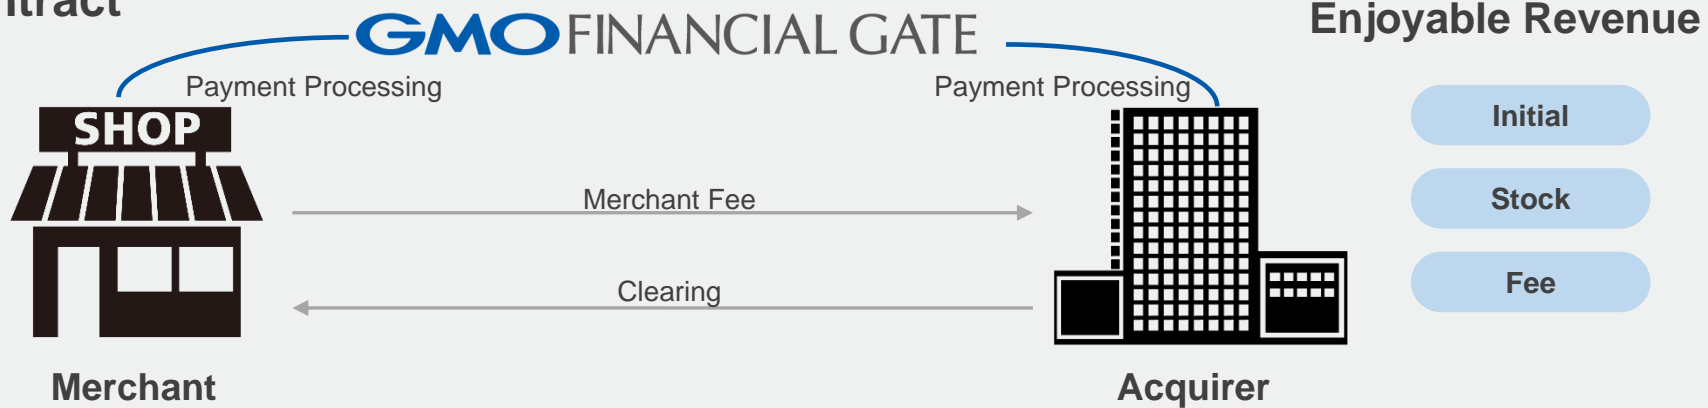 Enjoyable Revenue
GMO FINANCIAL GATE
Payment Processing
Payment Processing
Initial
SHOP
Merchant Fee
Stock
Clearing
Fee
Merchant
Acquirer